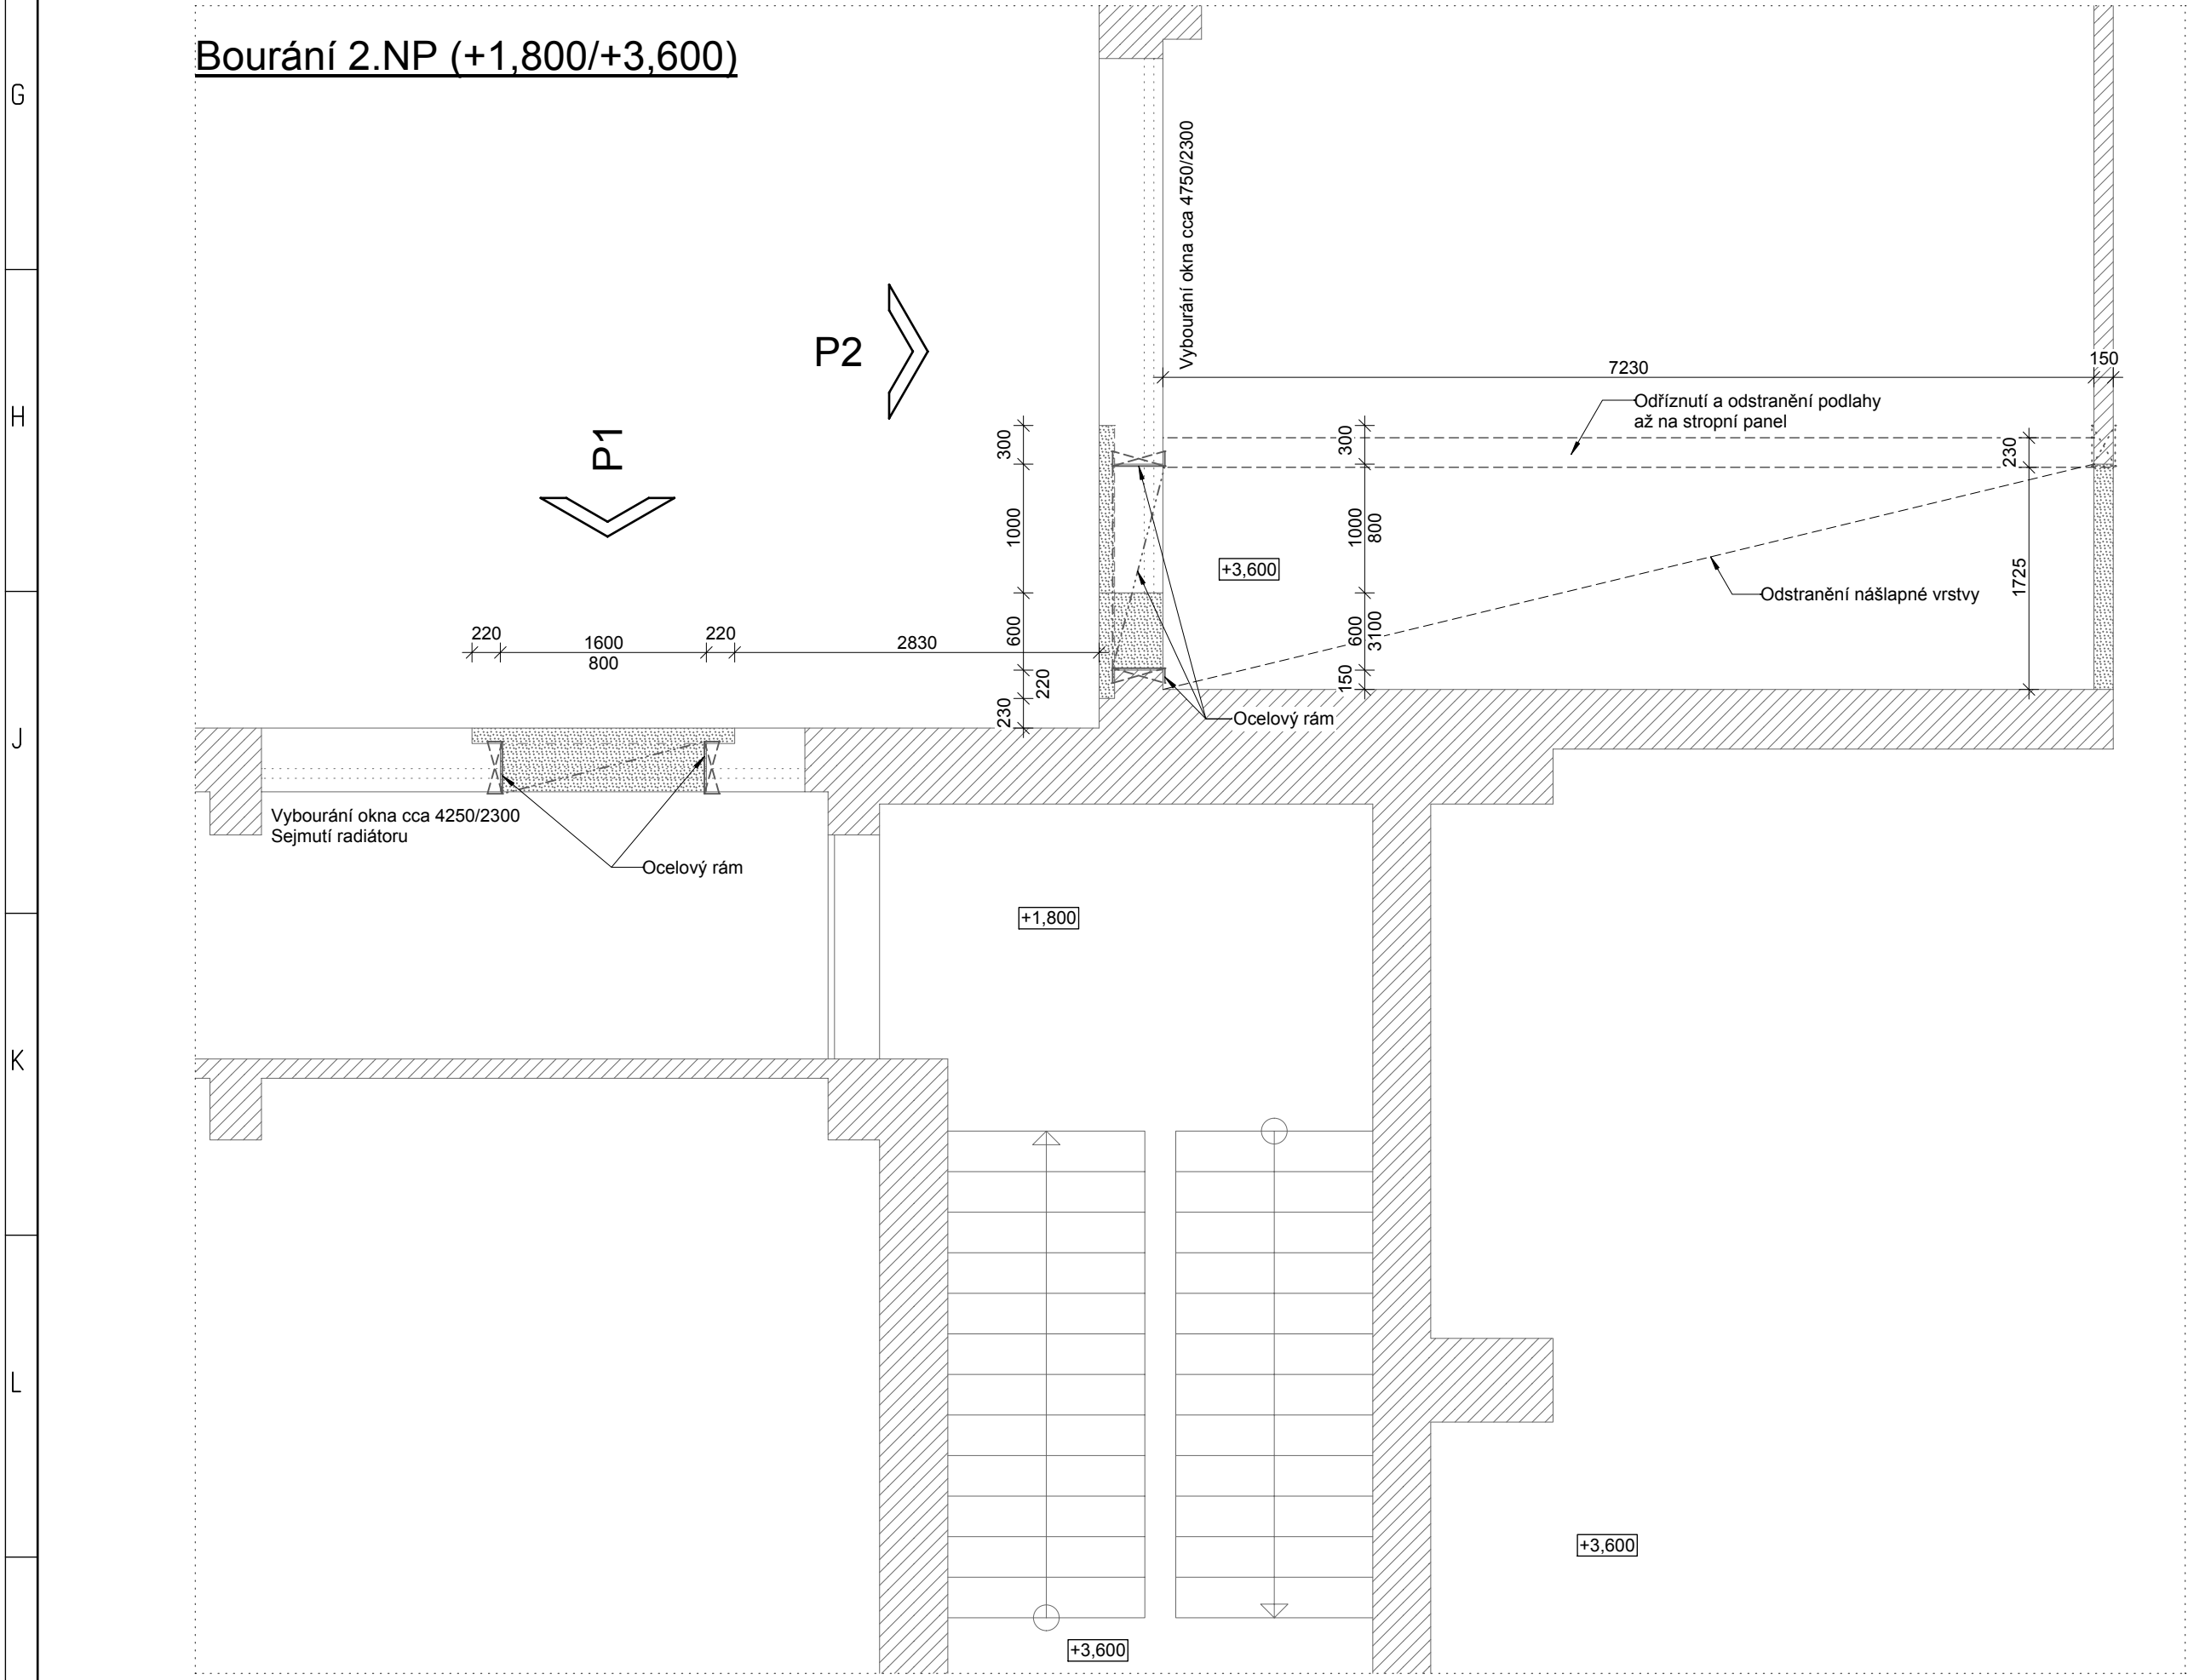 Bourání 2.NP (+1,800/+3,600)
G
H
J
K
L
Vybourání okna cca 4750/2300
P2
P1
7230
150
Odříznutí a odstranění podlahy
až na stropní panel
300
1000
600
220
230
300
1000
800
600
3100
150
230
1725
+3,600
Odstranění nášlapné vrstvy
220
1600
800
220
2830
Ocelový rám
Vybourání okna cca 4250/2300
Sejmutí radiátoru
Ocelový rám
+1,800
+3,600
+3,600